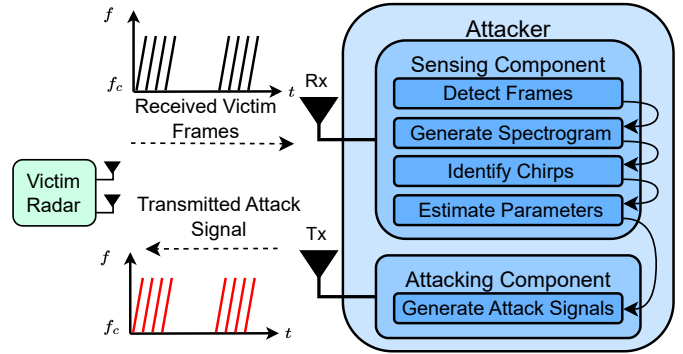 f
f_c
t
Received Victim
Frames
Victim
Radar
Transmitted Attack
Signal
f
f_c
t
Rx
Tx
Attacker
Sensing Component
Detect Frames
Generate Spectrogram
Identify Chirps
Estimate Parameters
Attacking Component
Generate Attack Signals